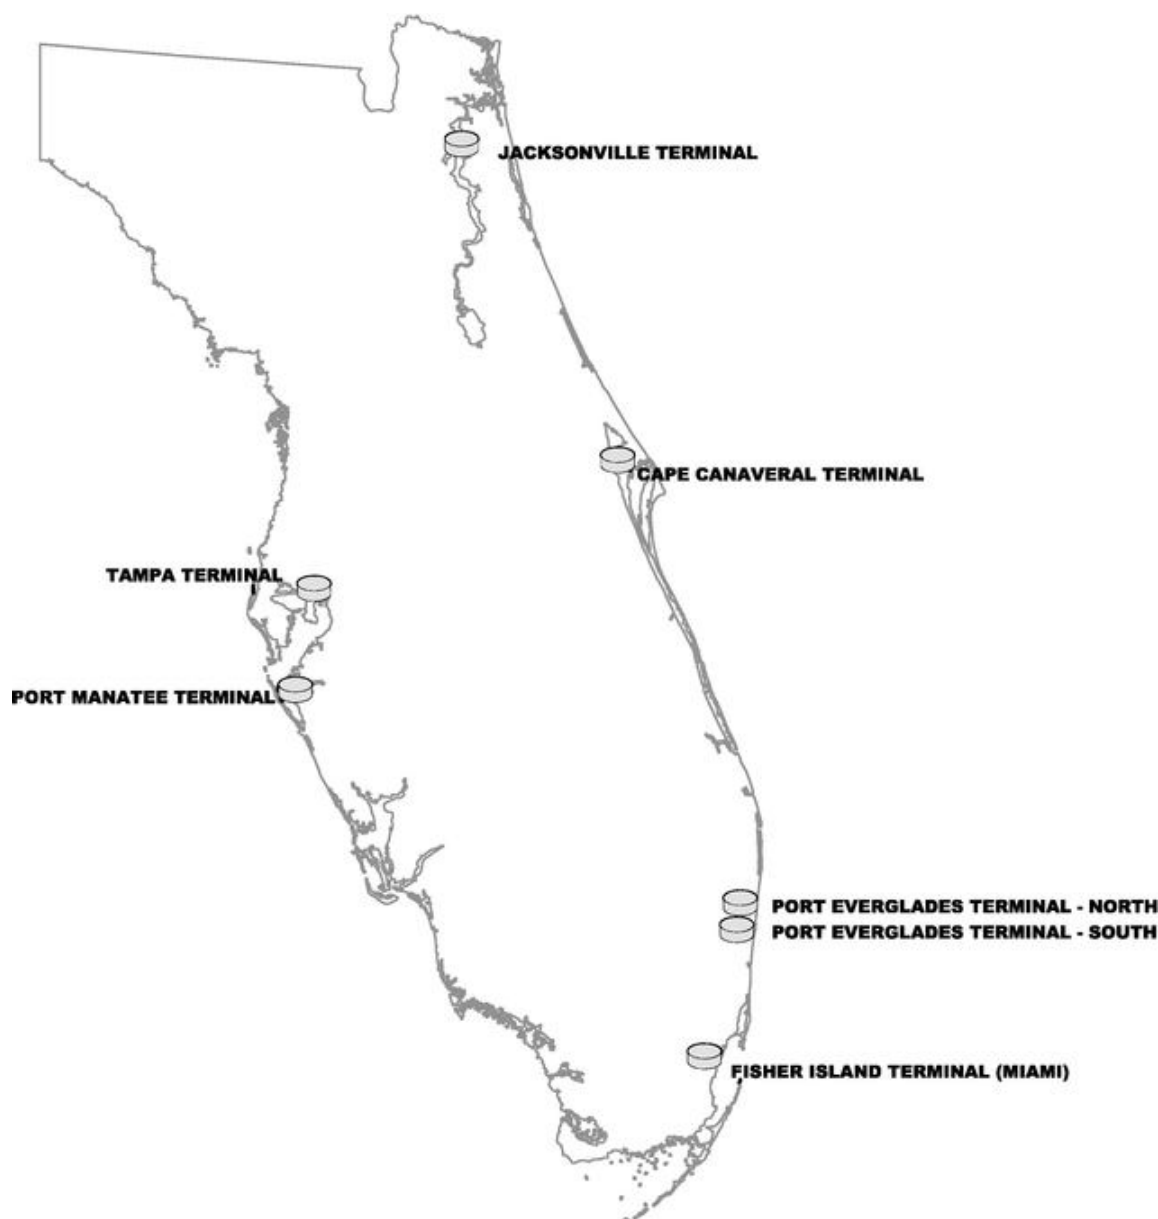 JACKSONVILLE TERMINAL
CAPE CANAVERAL TERMINAL
TAMPA TERMINAL
PORT MANATEE TERMINAL
PORT EVERGLADES TERMINAL - NORTH
PORT EVERGLADES TERMINAL - SOUTH
FISHER ISLAND TERMINAL (MIAMI)